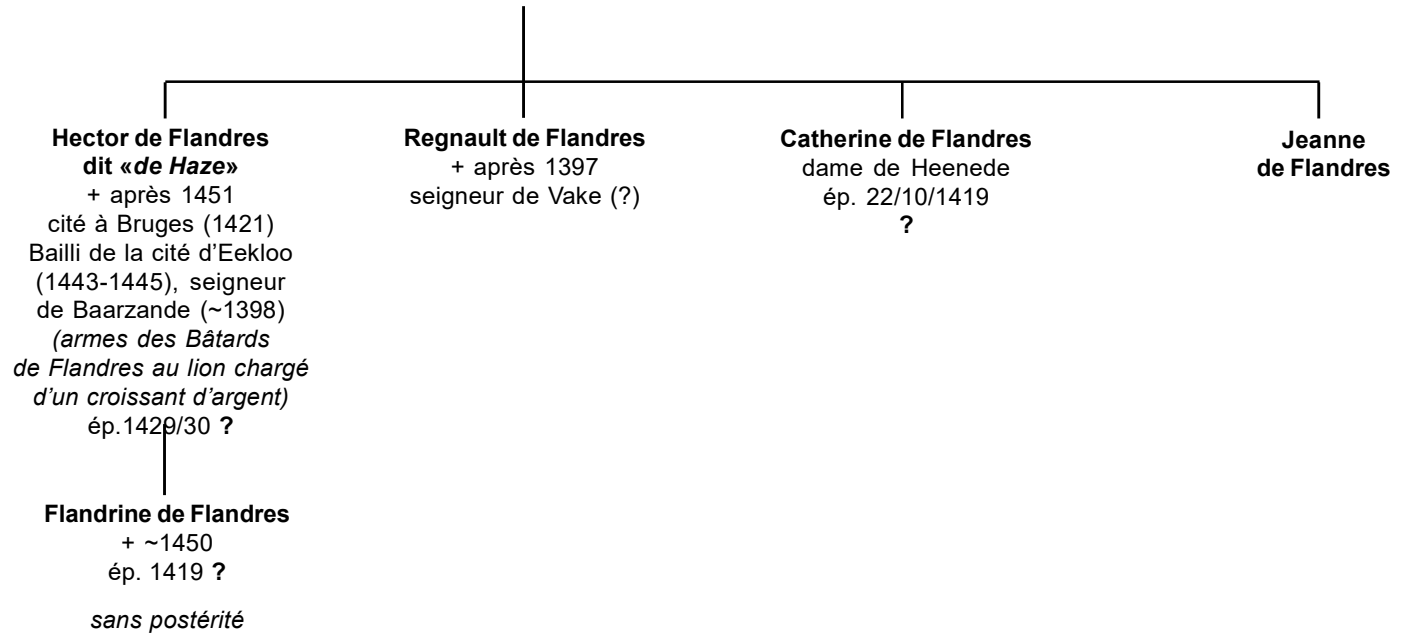 Hector de Flandres
dit «de Haze»
+ après 1451
cité à Bruges (1421)
Bailli de la cité d'Eekloo
(1443-1445), seigneur
de Baarzande (~1398)
(armes des Bâtards
de Flandres au lion chargé
d'un croissant d'argent)
ép.1429/30 ?
Regnault de Flandres
+ après 1397
seigneur de Vake (?)
Catherine de Flandres
dame de Heenede
ép. 22/10/1419
?
Jeanne
de Flandres
Flandrine de Flandres
+ ~1450
ép. 1419 ?
sans postérité